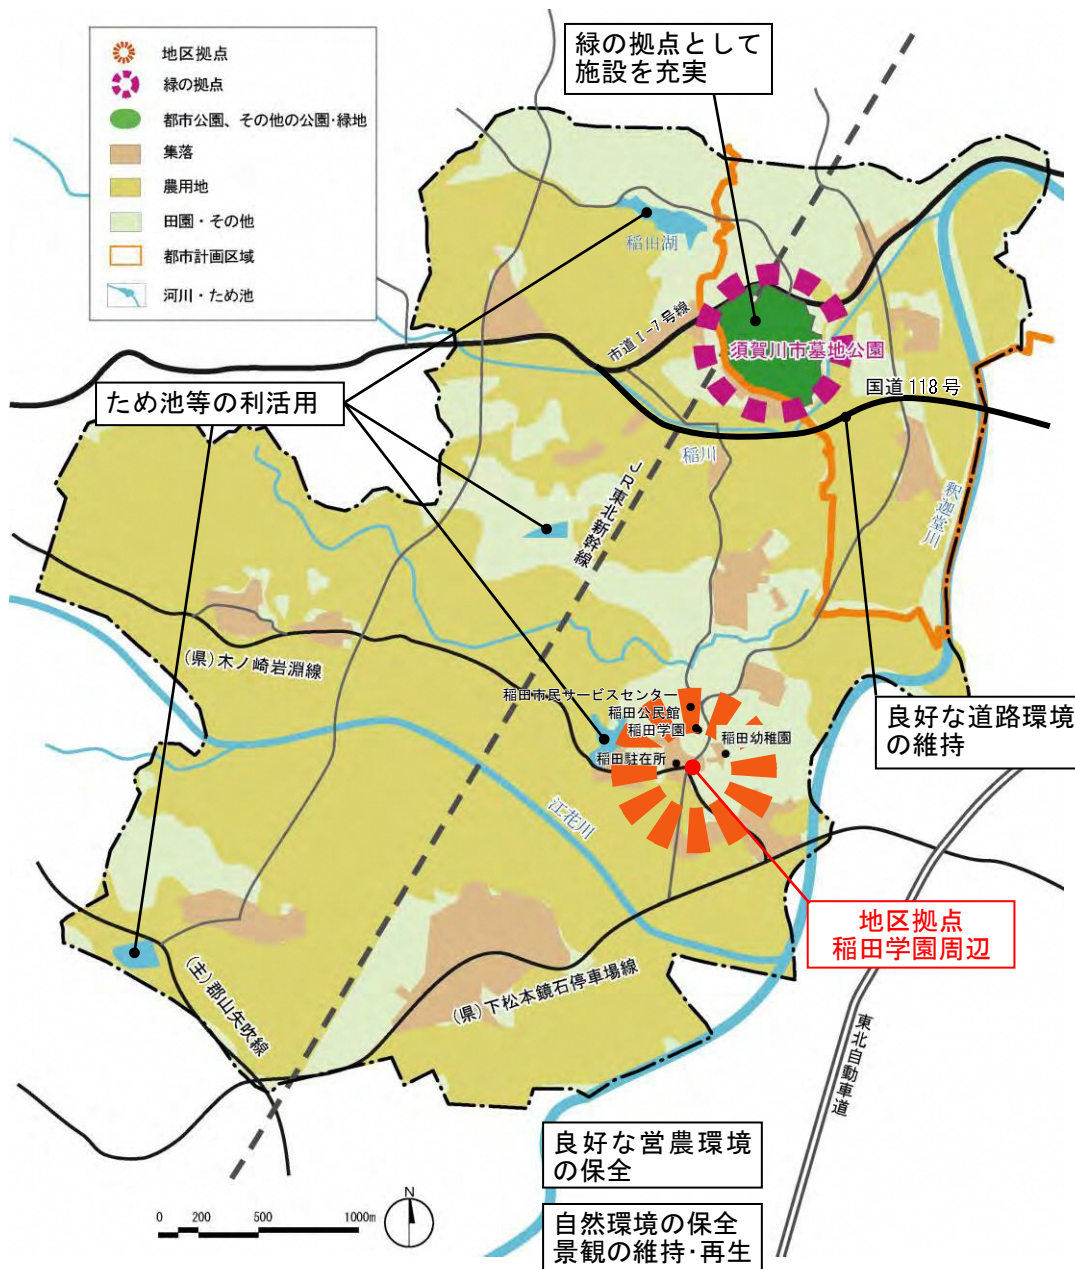 地区拠点
緑の拠点
都市公園、その他の公園・緑地
集落
農用地
田園・その他
都市計画区域
河川・ため池
緑の拠点として
施設を充実
稲田湖
市道Ⅰ-7号線
須賀川市墓地公園
国道118号
ため池等の利活用
稲川
JR東北新幹線
釈迦堂川
(県)木ノ崎岩淵線
稲田市民サービスセンター
稲田公民館
稲田学園
稲田幼稚園
稲田駐在所
良好な道路環境
の維持
江花川
地区拠点
稲田学園周辺
(主)郡山矢吹線
(県)下松本鏡石停車場線
東北自動車道
良好な営農環境
の保全
自然環境の保全
景観の維持・再生
0 200 500 1000m
N